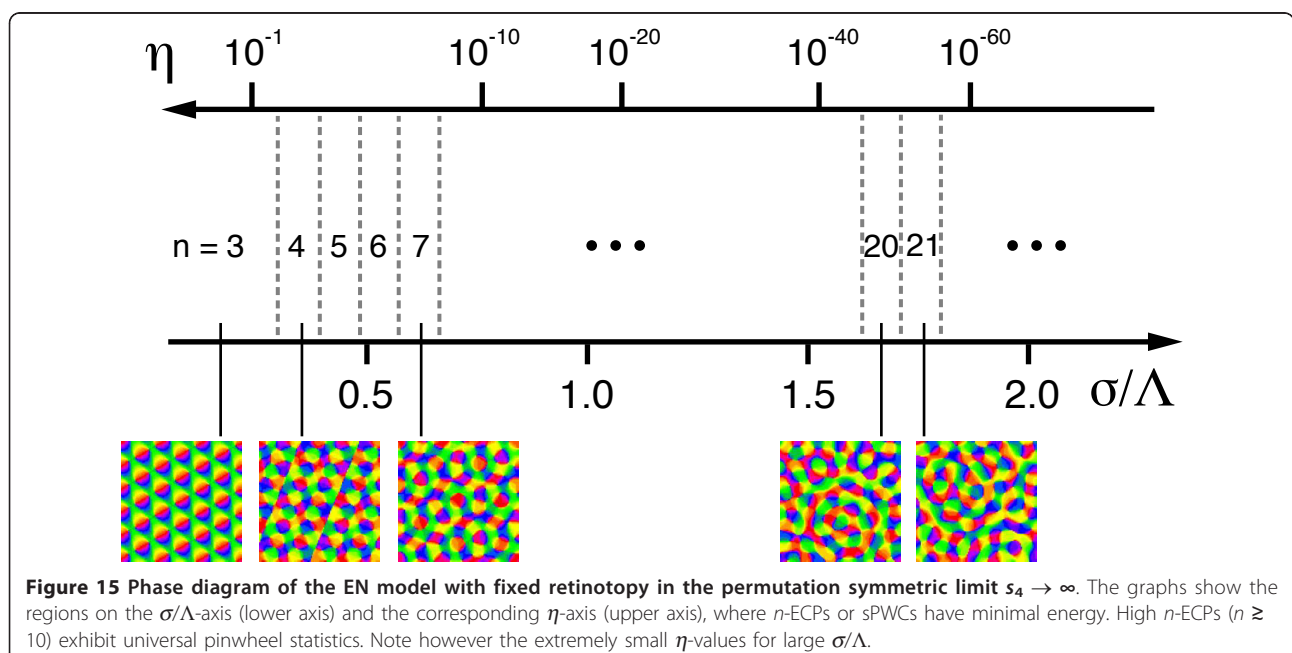 η 10⁻¹ 10⁻¹⁰ 10⁻²⁰ 10⁻⁴⁰ 10⁻⁶⁰
n = 3 4 5 6 7 ••• 20 21 •••
0.5 1.0 1.5 2.0 σ/Λ
Figure 15 Phase diagram of the EN model with fixed retinotopy in the permutation symmetric limit s₄ → ∞. The graphs show the
regions on the σ/Λ-axis (lower axis) and the corresponding η-axis (upper axis), where n-ECPs or sPWCs have minimal energy. High n-ECPs (n ≳
10) exhibit universal pinwheel statistics. Note however the extremely small η-values for large σ/Λ.